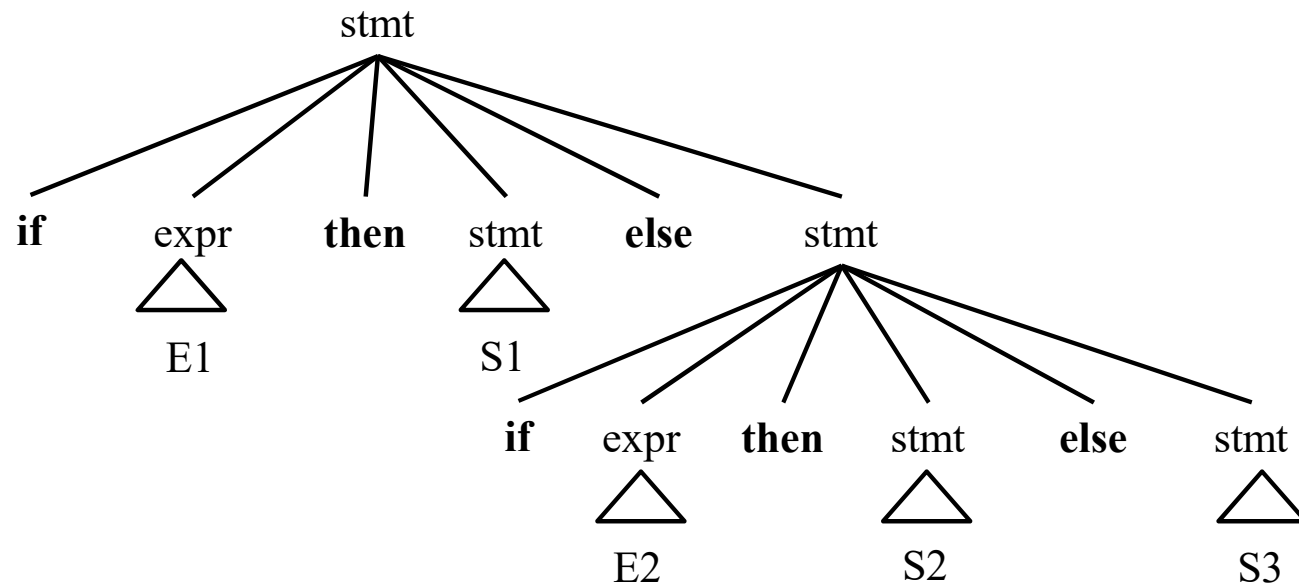 stmt
if expr then stmt else stmt
E1 S1
if expr then stmt else stmt
E2 S2 S3